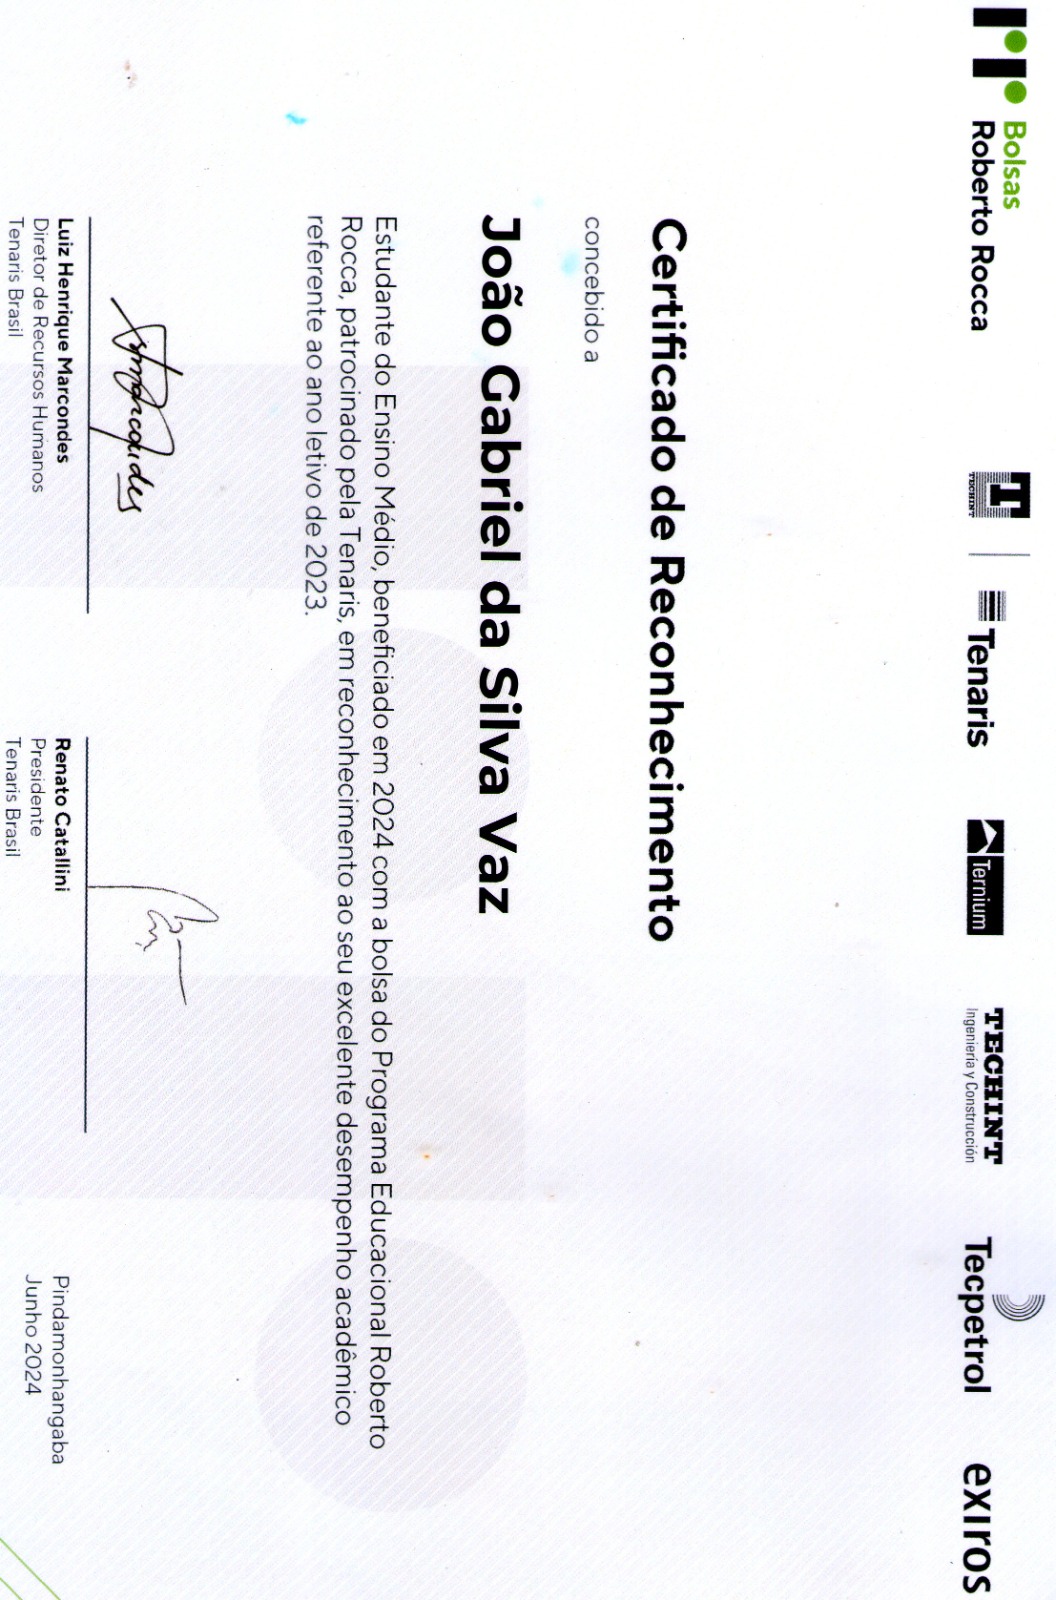 Bolsas
Roberto Rocca
TECHINT
Tenaris
Ternium
TECHINT
Ingeniería y Construcción
Tecpetrol
exiros
Certificado de Reconhecimento
concebido a
João Gabriel da Silva Vaz
Estudante do Ensino Médio, beneficiado em 2024 com a bolsa do Programa Educacional Roberto
Rocca, patrocinado pela Tenaris, em reconhecimento ao seu excelente desempenho acadêmico
referente ao ano letivo de 2023.
Luiz Henrique Marcondes
Diretor de Recursos Humanos
Tenaris Brasil
Renato Catallini
Presidente
Tenaris Brasil
Pindamonhangaba
Junho 2024